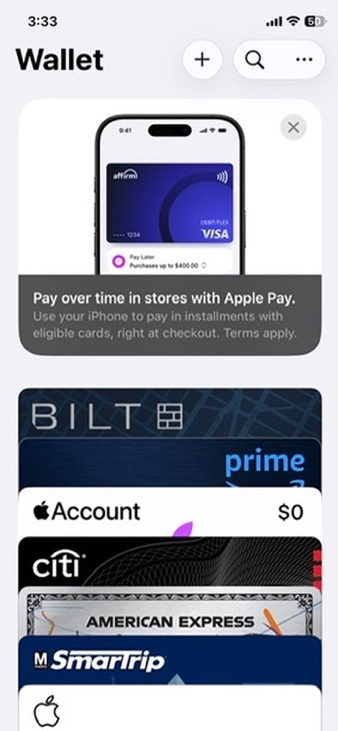 3:33
50
Wallet
9:41
affirm
1234
DEBIT FLEX
VISA
Pay Later
Purchases up to $400.00
Pay over time in stores with Apple Pay.
Use your iPhone to pay in installments with
eligible cards, right at checkout. Terms apply.
BILT
prime
Account
$0
citi
AMERICAN EXPRESS
M SmarTrip